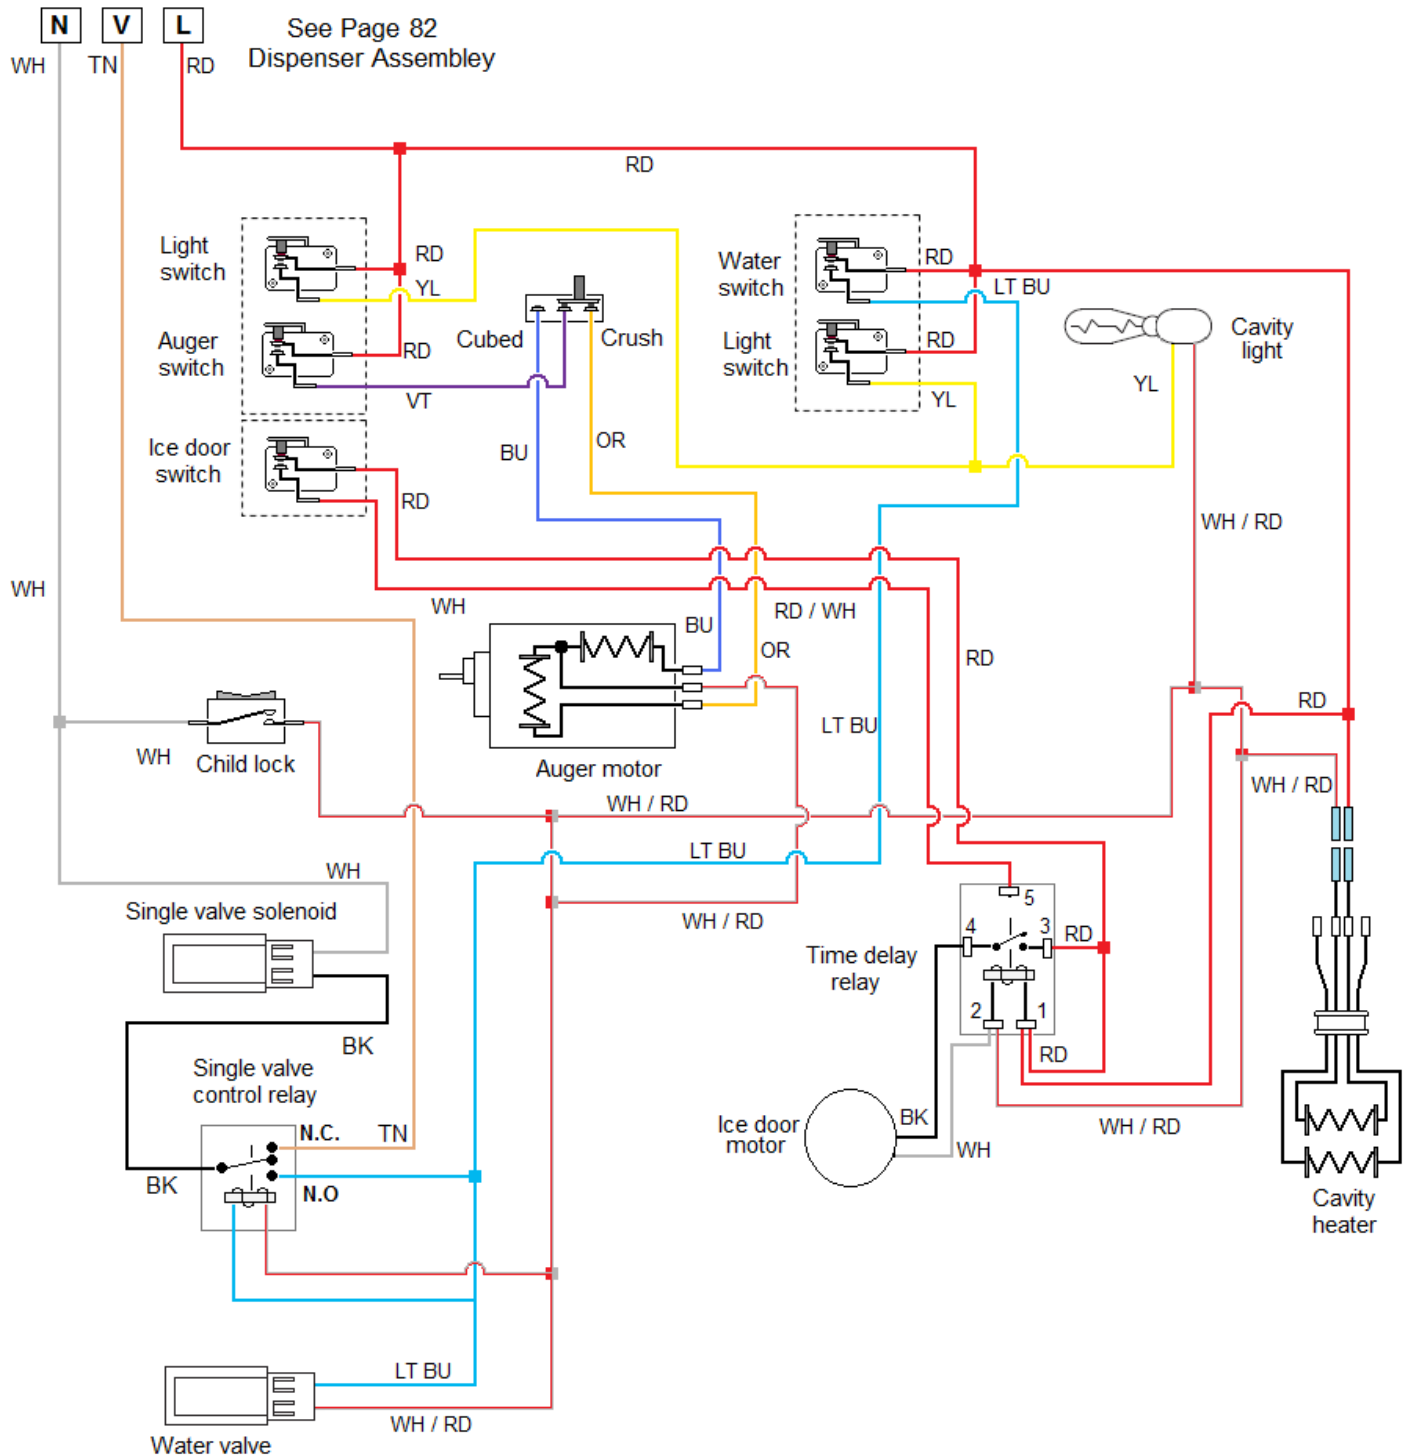 N V L
See Page 82
Dispenser Assembley
WH TN RD
RD
Light
switch
RD
YL
Water
switch
RD
LT BU
Cubed Crush
Auger
switch
RD
VT
Light
switch
RD
YL
Cavity
light
YL
Ice door
switch
RD
BU
OR
WH / RD
WH
WH
RD / WH
BU
OR
RD
RD
LT BU
WH
Child lock
Auger motor
WH / RD
WH / RD
LT BU
WH
Single valve solenoid
WH / RD
5
4 3
RD
Time delay
relay
2 1
RD
BK
Single valve
control relay
N.C. TN
BK
N.O
Ice door
motor
BK
WH
WH / RD
Cavity
heater
LT BU
WH / RD
Water valve